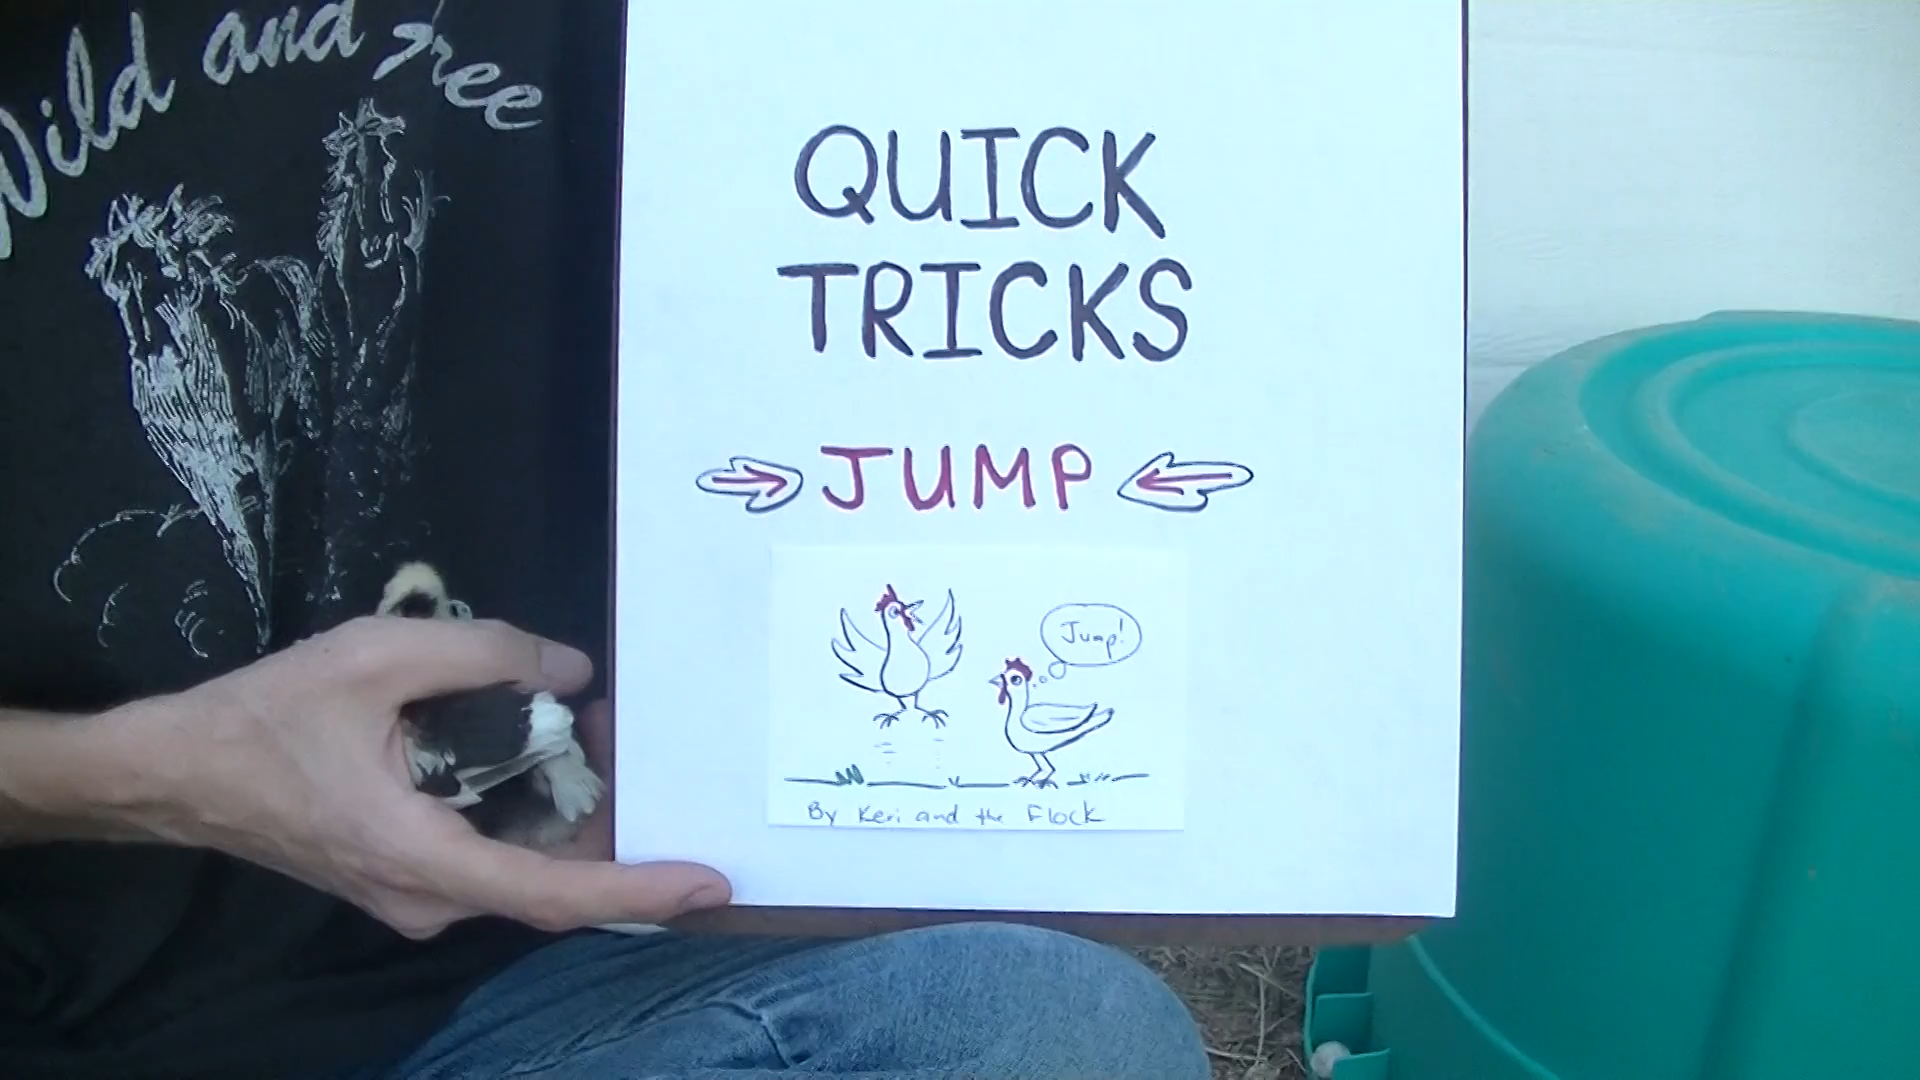 Wild and Free
QUICK
TRICKS
JUMP
Jump!
By Keri and the Flock